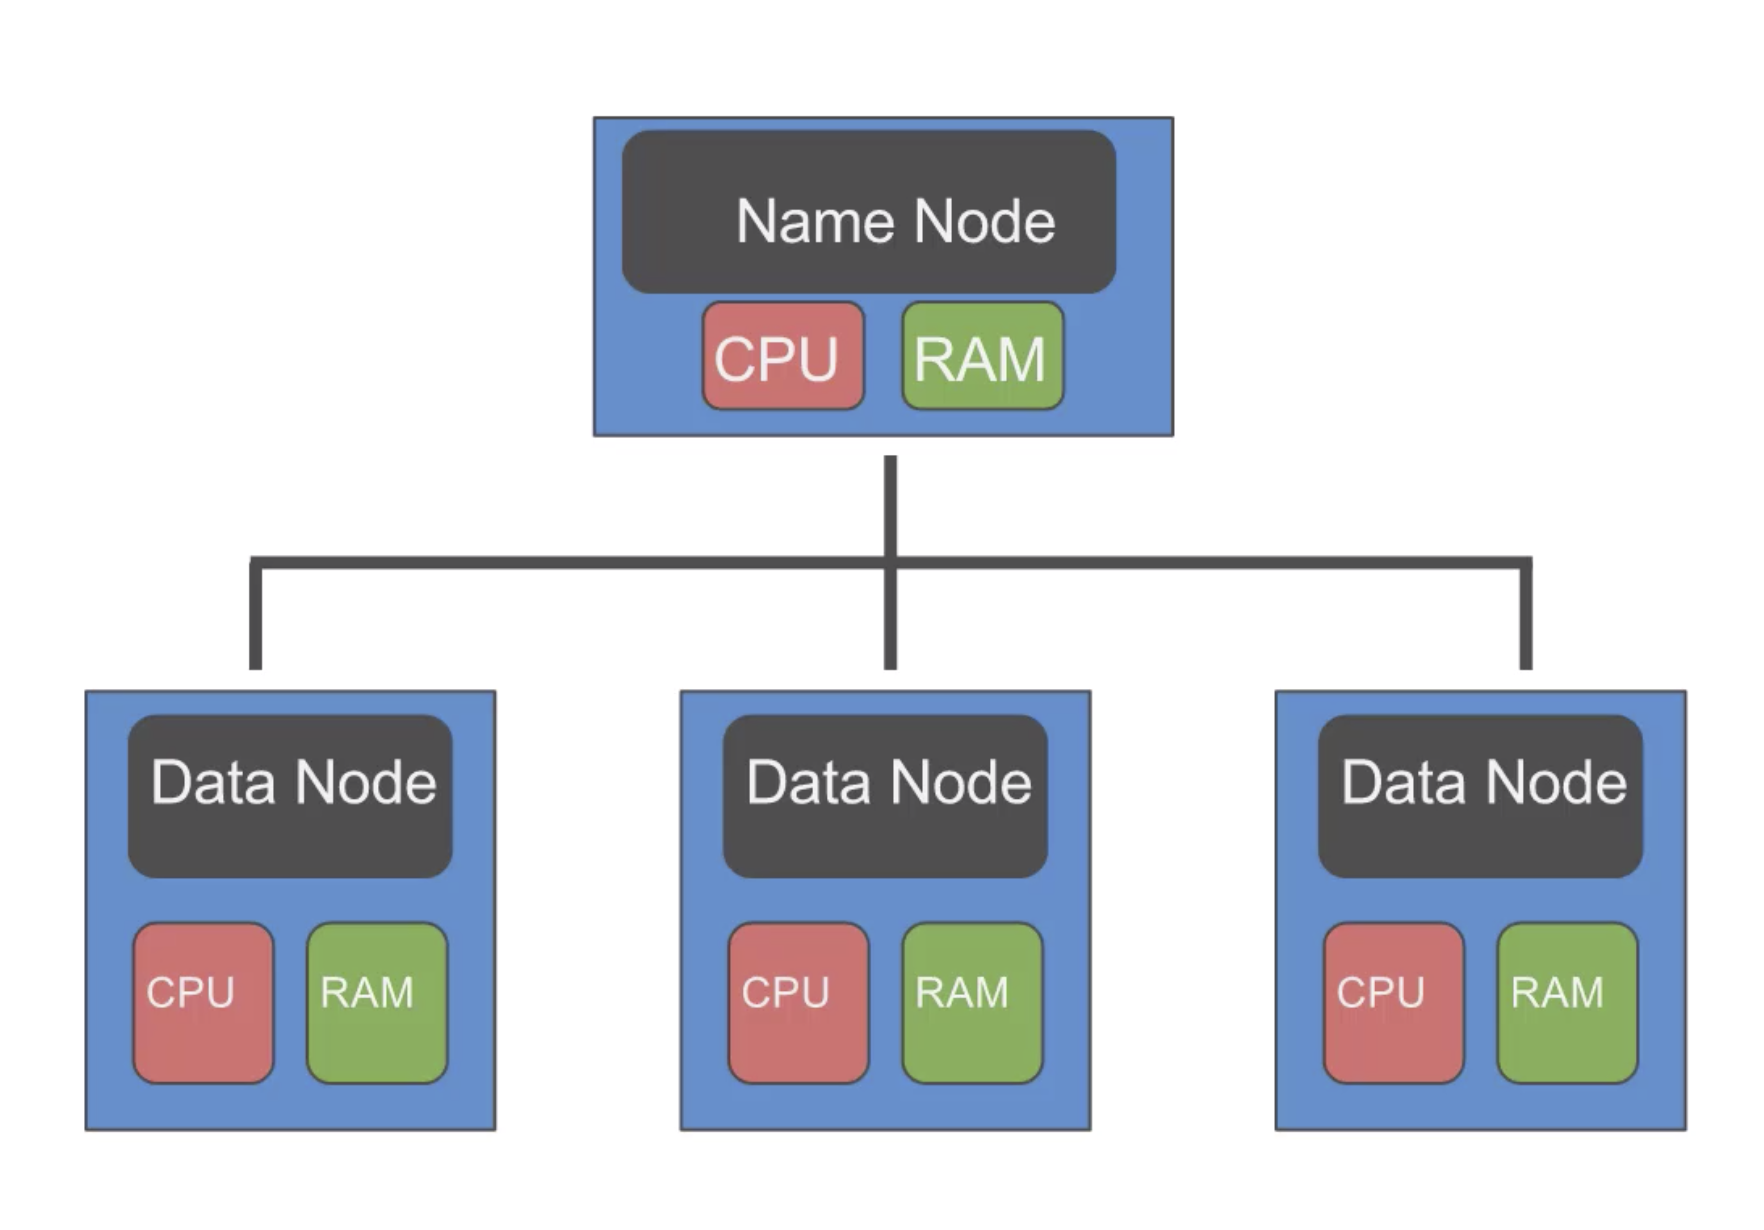 Name Node
CPU
RAM
Data Node
Data Node
Data Node
CPU
RAM
CPU
RAM
CPU
RAM